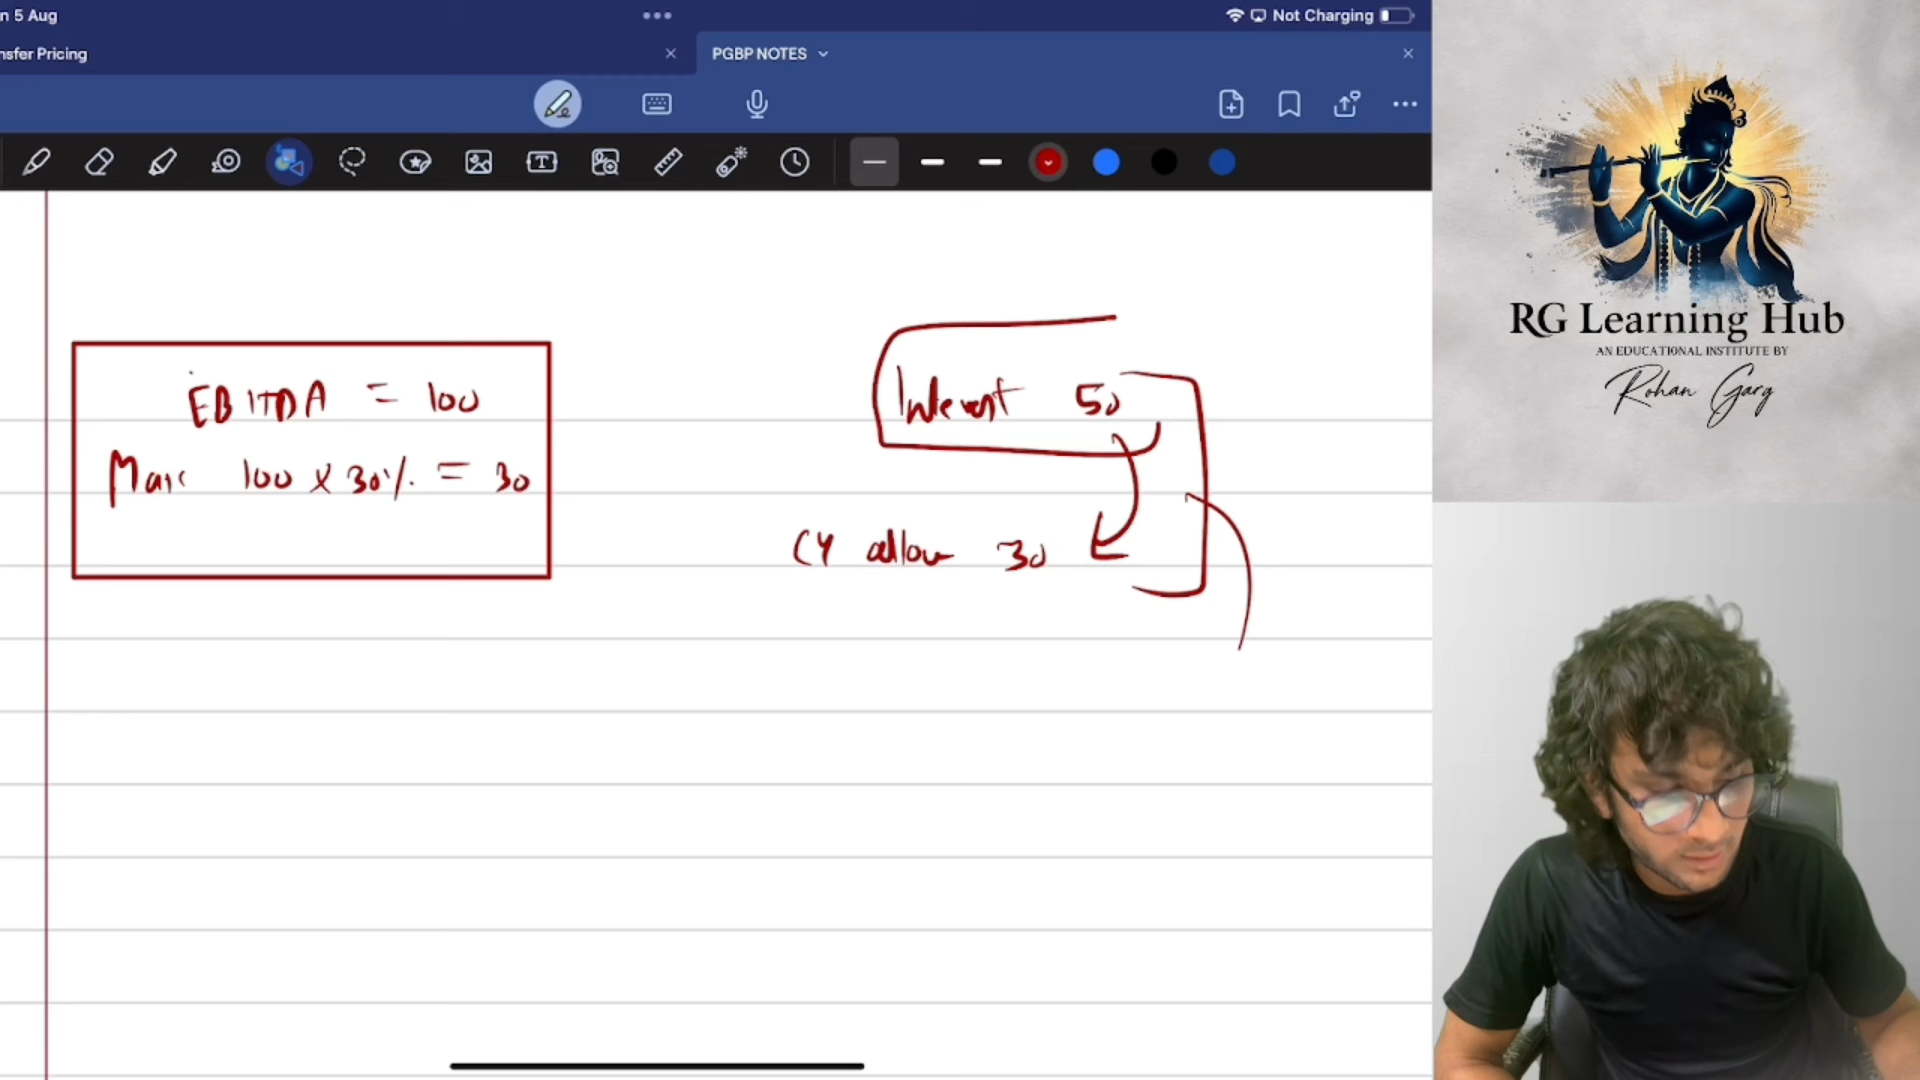 n 5 Aug
Not Charging
nsfer Pricing
PGBP NOTES
EBITDA = 100
Max 100 x 30% = 30
Interest 50
CY allow 30
RG Learning Hub
AN EDUCATIONAL INSTITUTE BY
Rohan Garg